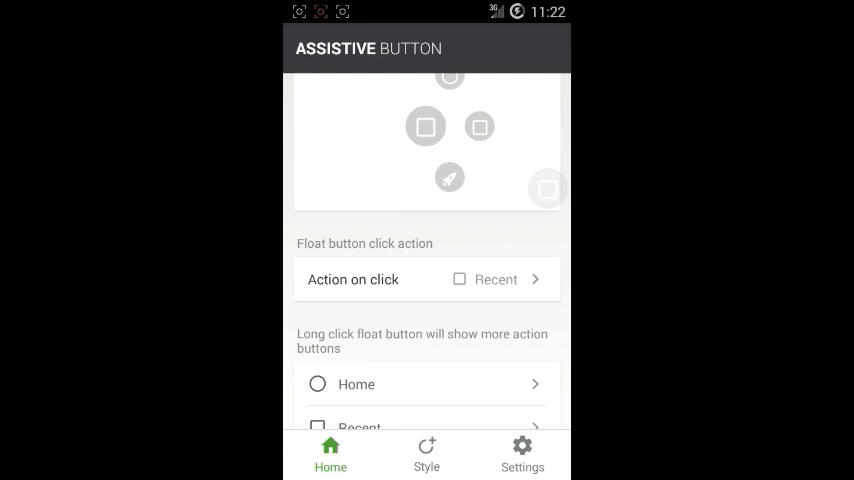 3G 11:22
ASSISTIVE BUTTON
Float button click action
Action on click Recent
Long click float button will show more action
buttons
Home
Recent
Home Style Settings